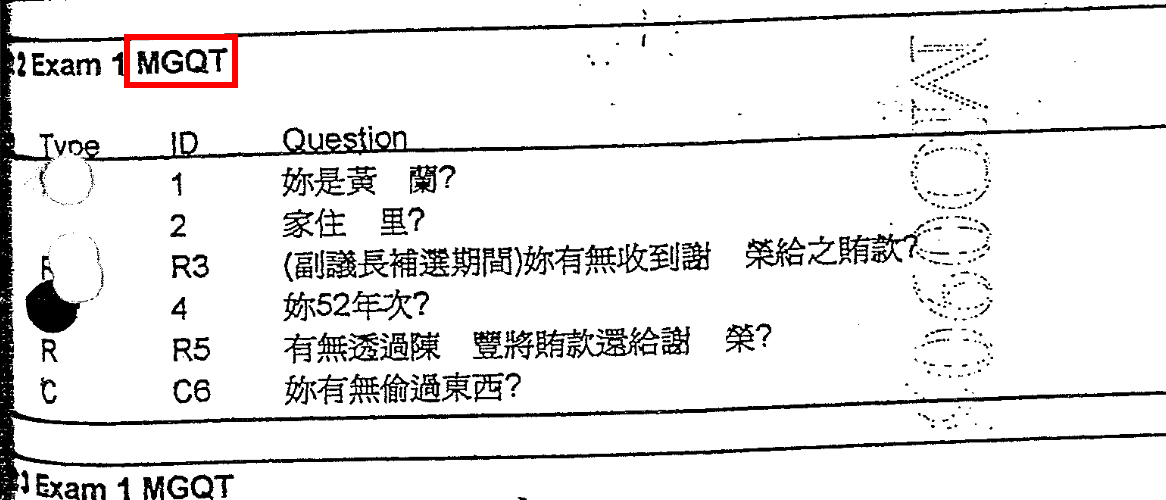 Exam 1 MGQT
Type ID Question
1 妳是黃 蘭?
2 家住 里?
R3 (副議長補選期間)妳有無收到謝 榮給之賄款?
4 妳52年次?
R R5 有無透過陳 豐將賄款還給謝 榮?
C C6 妳有無偷過東西?
Exam 1 MGQT